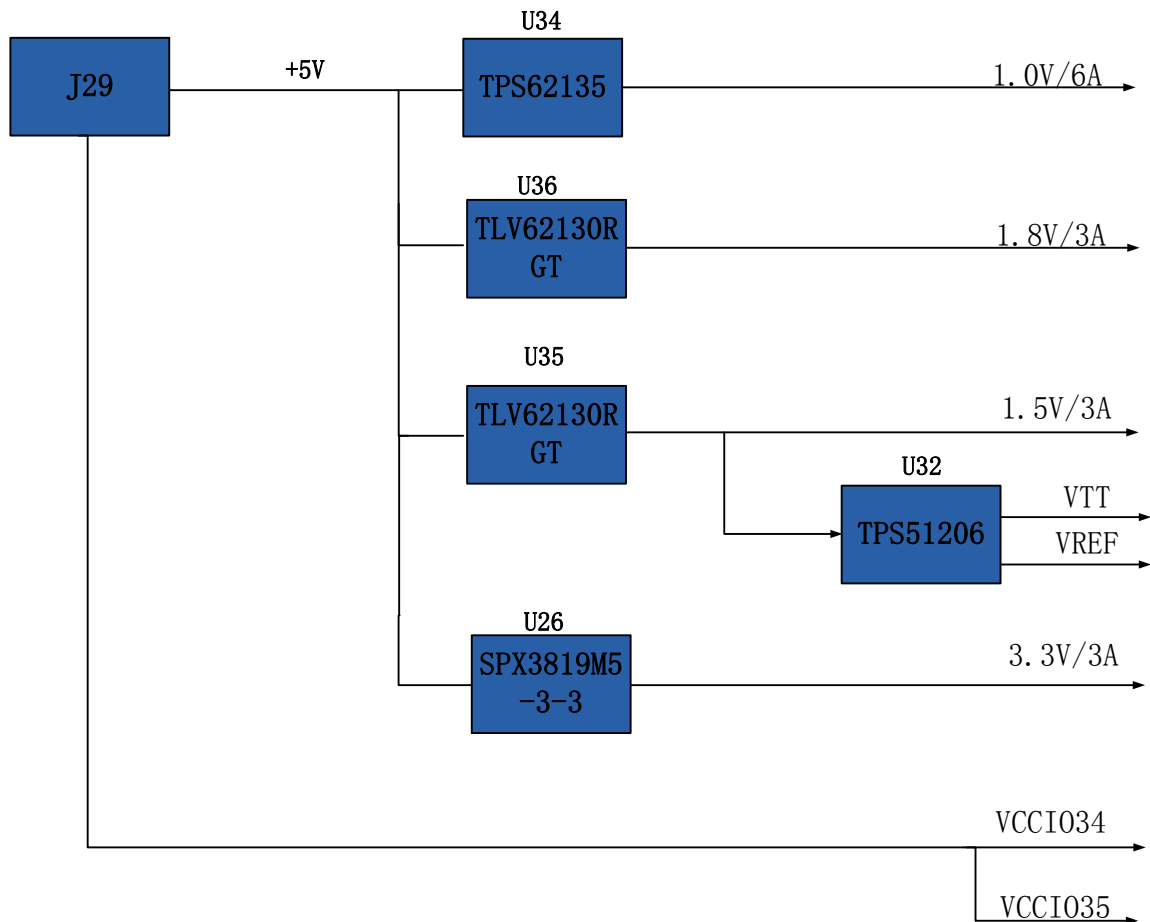 U34
J29
+5V
TPS62135
1.0V/6A
U36
TLV62130R
GT
1.8V/3A
U35
TLV62130R
GT
1.5V/3A
U32
TPS51206
VTT
VREF
U26
SPX3819M5
-3-3
3.3V/3A
VCCIO34
VCCIO35